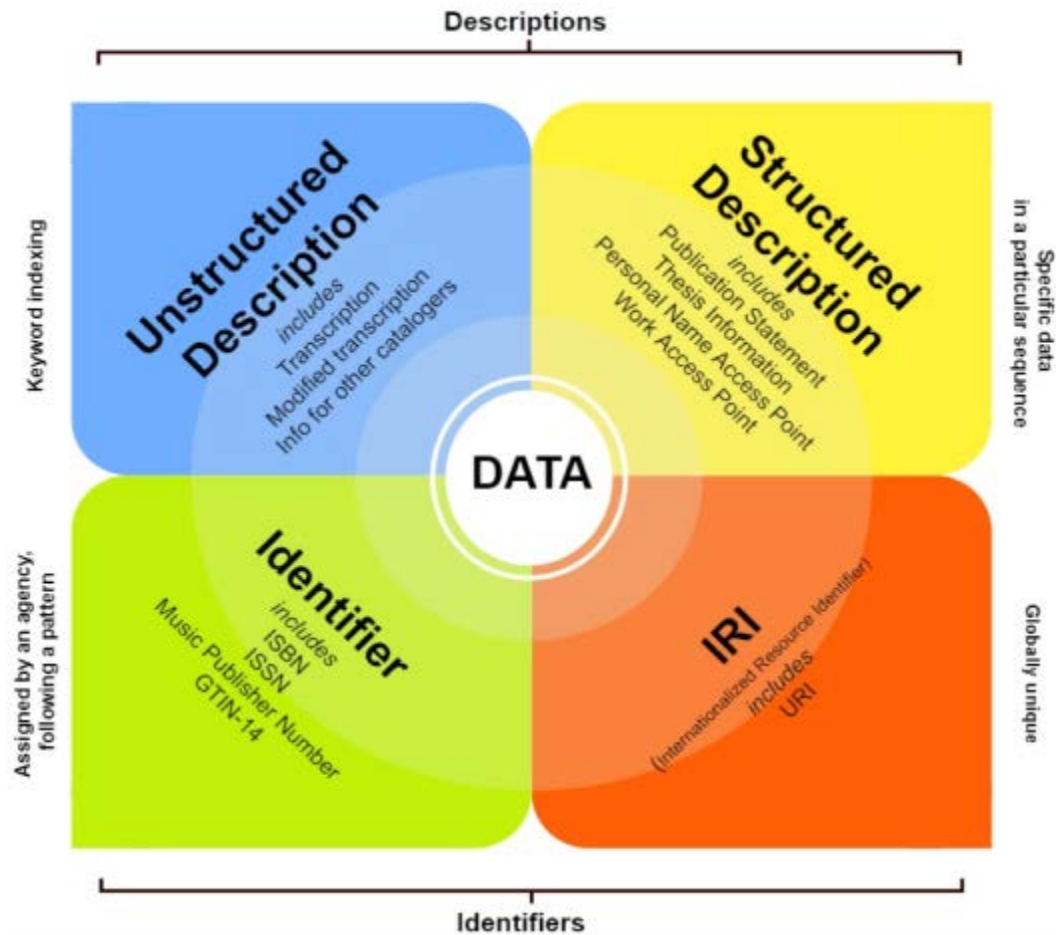 Descriptions
Keyword indexing
Unstructured
Description
includes
Transcription
Modified transcription
Info for other catalogers
Structured
Description
includes
Publication Statement
Thesis Information
Personal Name Access Point
Work Access Point
Specific data
in a particular sequence
DATA
Assigned by an agency,
following a pattern
Identifier
includes
ISBN
ISSN
Music Publisher Number
GTIN-14
IRI
(Internationalized Resource Identifier)
includes
URI
Globally unique
Identifiers